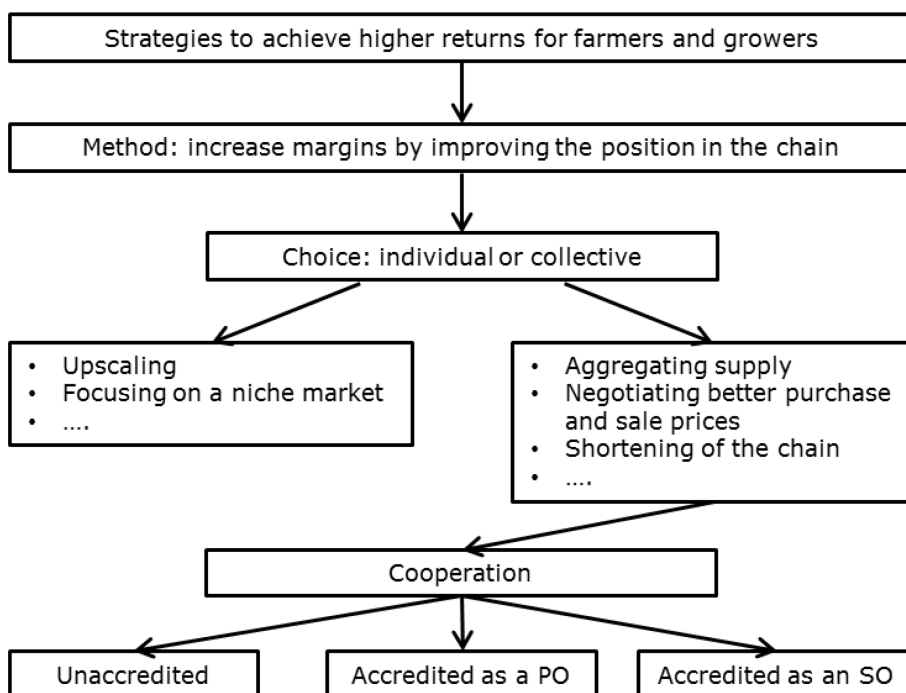 Strategies to achieve higher returns for farmers and growers
Method: increase margins by improving the position in the chain
Choice: individual or collective
• Upscaling
• Focusing on a niche market
• ....
• Aggregating supply
• Negotiating better purchase
and sale prices
• Shortening of the chain
• ....
Cooperation
Unaccredited
Accredited as a PO
Accredited as an SO